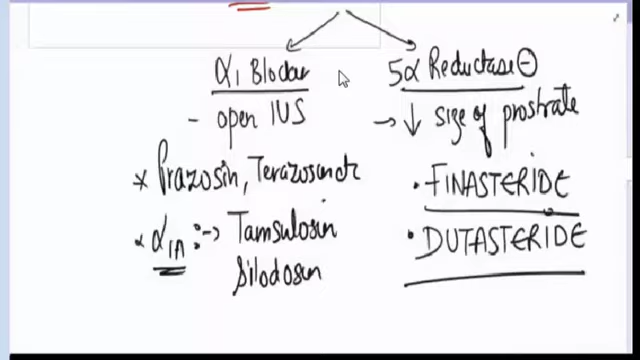 α1 Blocker
- open IUS
* Prazosin, Terazosin etc
* α1A :→ Tamsulosin
Silodosin
5α Reductase ⊖
→ ↓ size of prostrate
• FINASTERIDE
• DUTASTERIDE